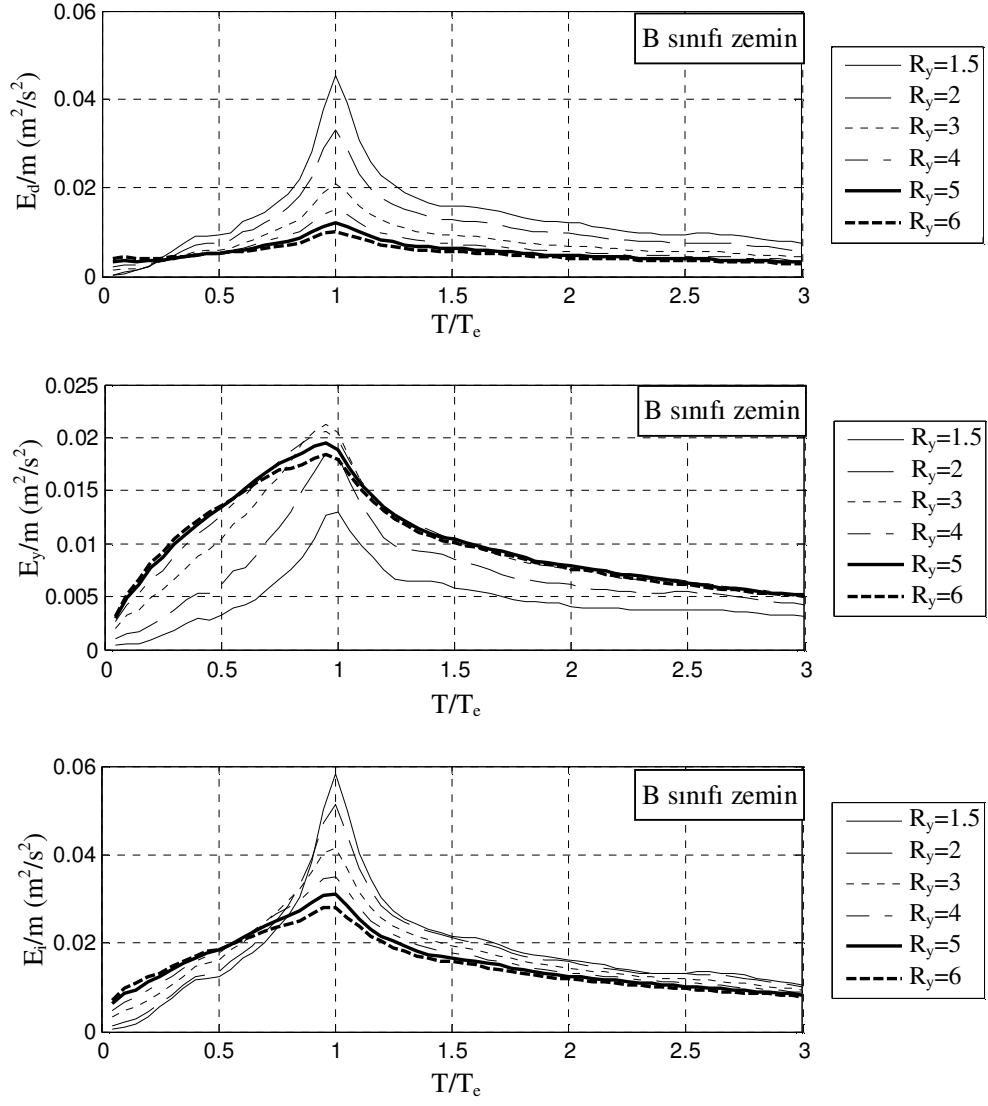 0.06
0.04
0.02
0
E_d/m (m²/s²)
0 0.5 1 1.5 2 2.5 3
T/T_e
B sınıfı zemin
R_y=1.5
R_y=2
R_y=3
R_y=4
R_y=5
R_y=6
0.025
0.02
0.015
0.01
0.005
0
E_y/m (m²/s²)
0 0.5 1 1.5 2 2.5 3
T/T_e
B sınıfı zemin
R_y=1.5
R_y=2
R_y=3
R_y=4
R_y=5
R_y=6
0.06
0.04
0.02
0
E_i/m (m²/s²)
0 0.5 1 1.5 2 2.5 3
T/T_e
B sınıfı zemin
R_y=1.5
R_y=2
R_y=3
R_y=4
R_y=5
R_y=6